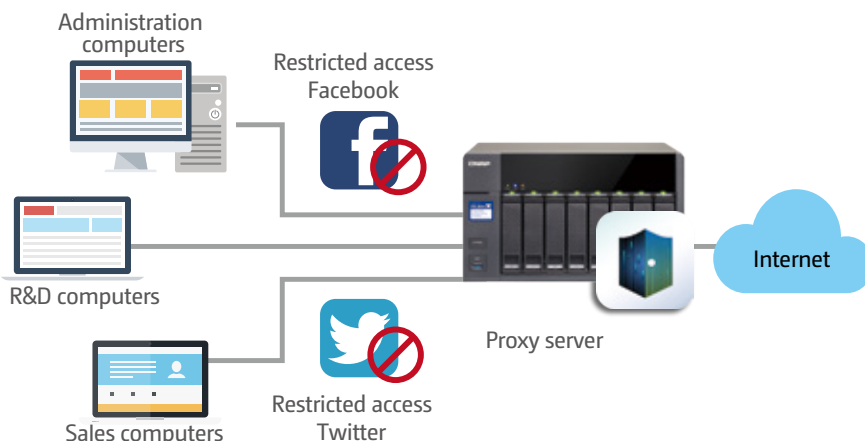 Administration
computers
Restricted access
Facebook
R&D computers
Internet
Proxy server
Sales computers
Restricted access
Twitter